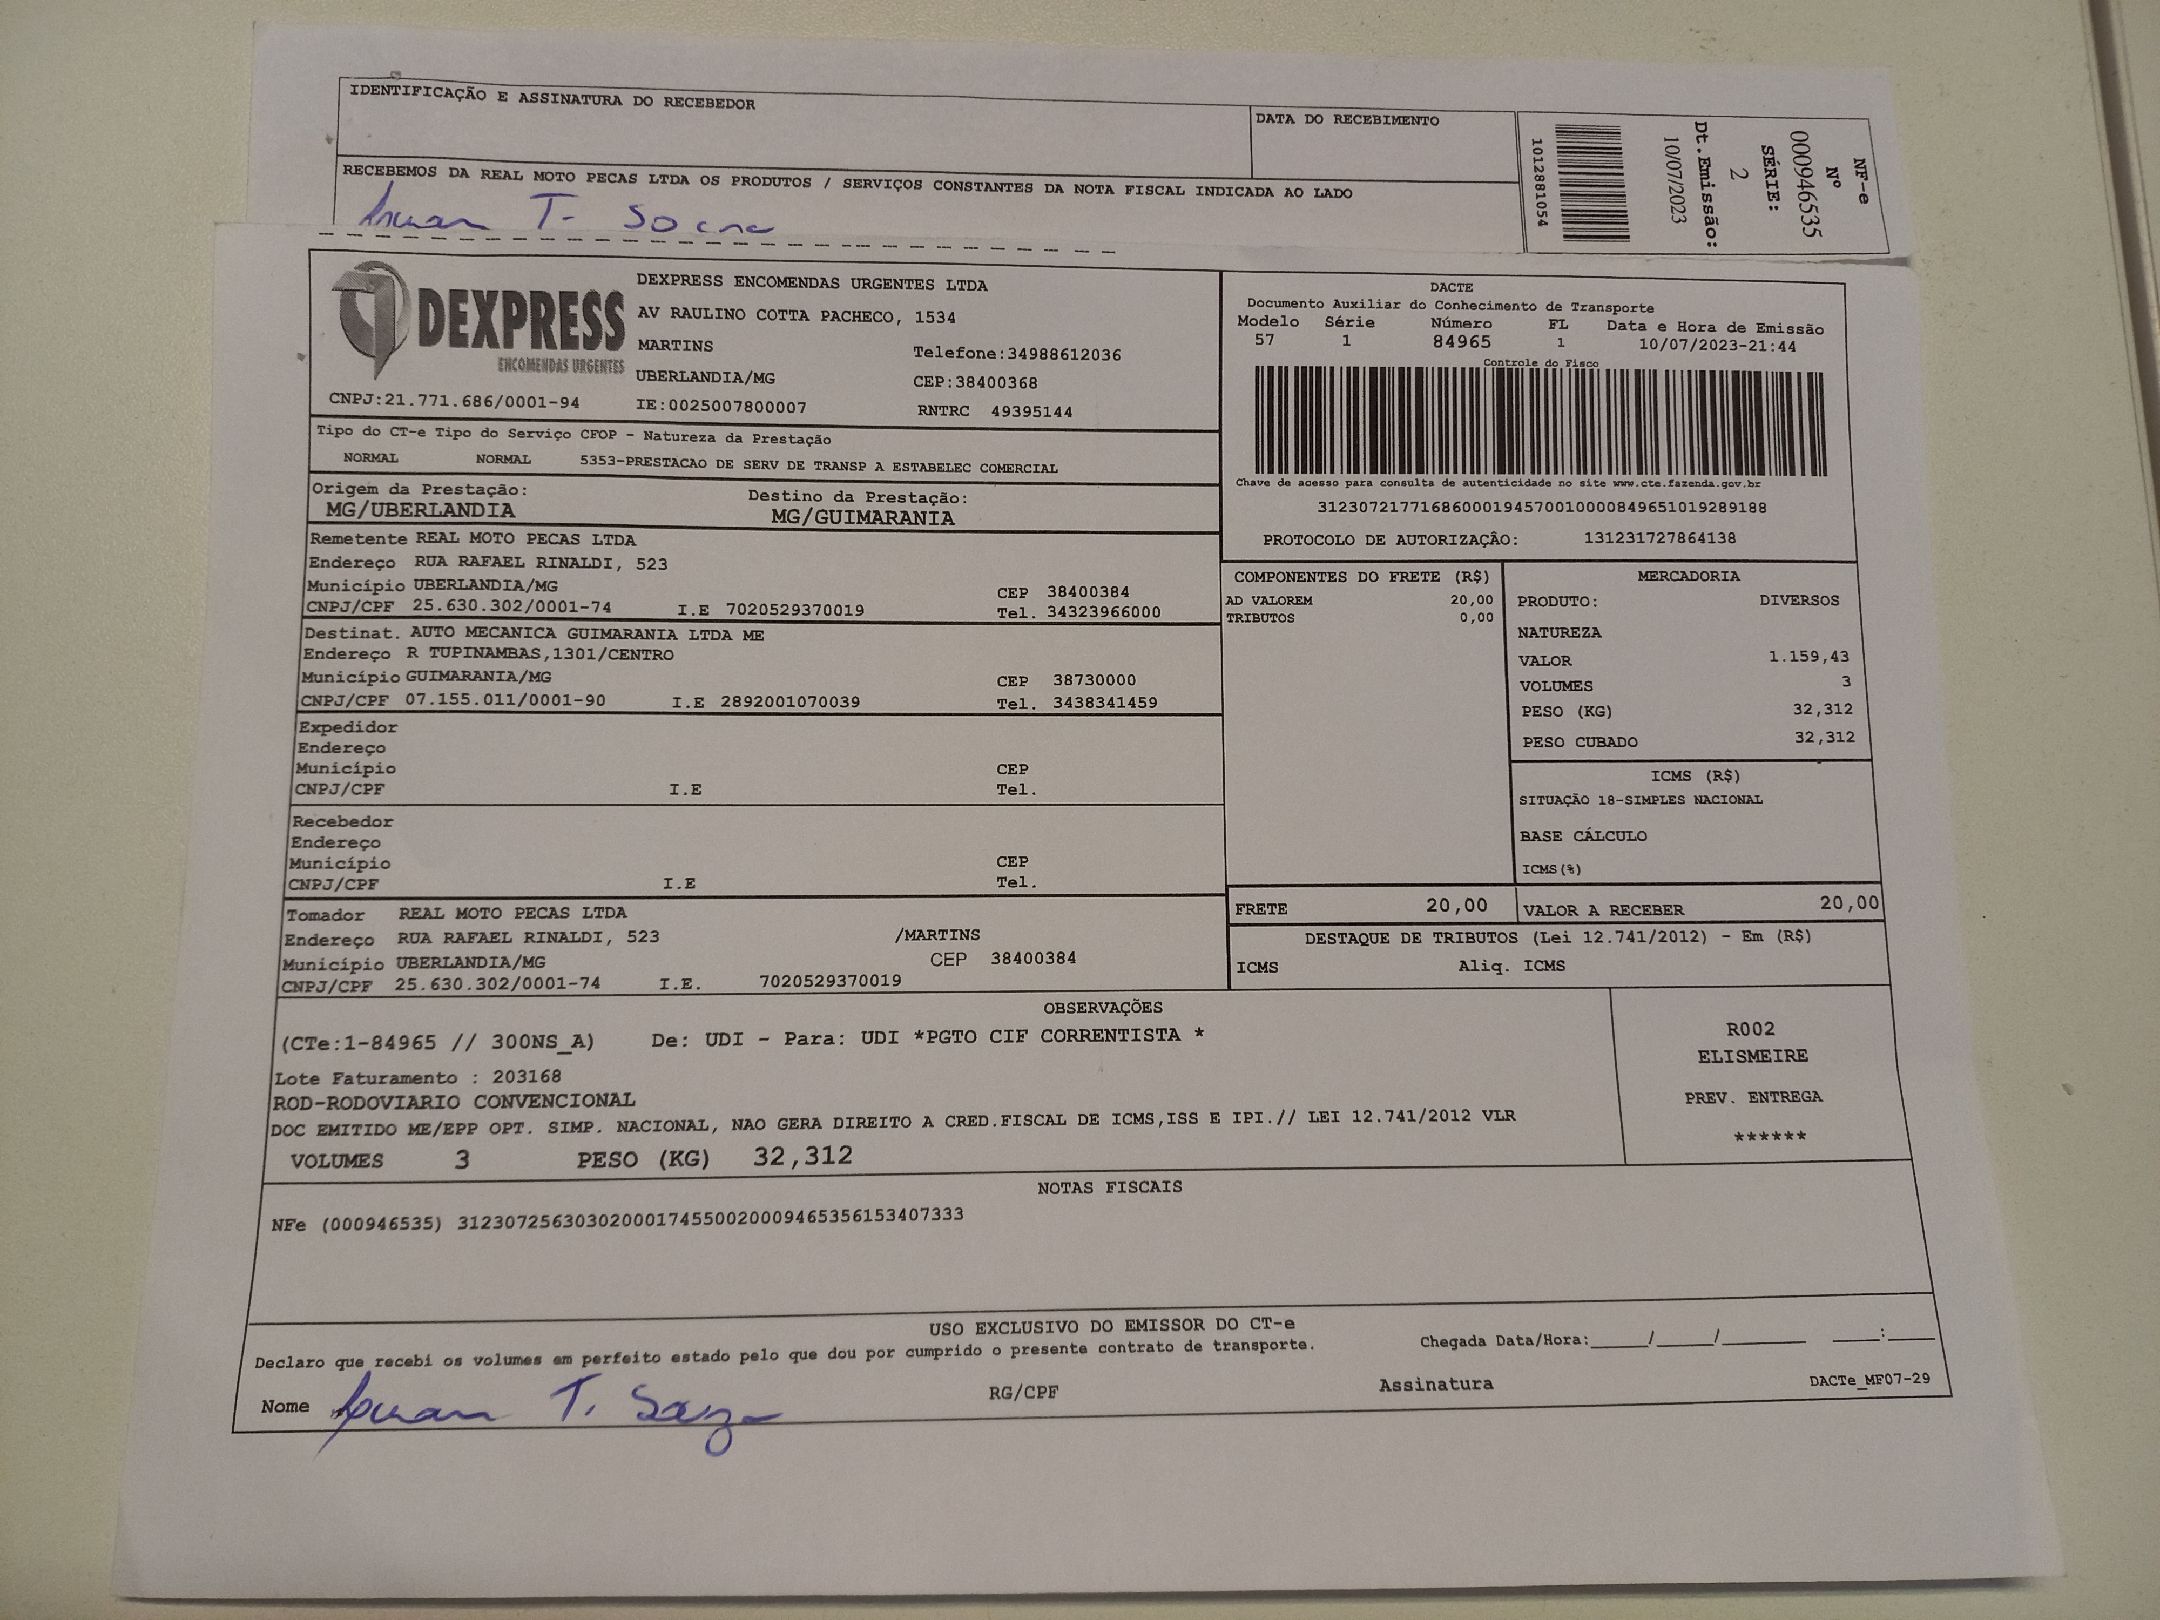 IDENTIFICAÇÃO E ASSINATURA DO RECEBEDOR
DATA DO RECEBIMENTO
RECEBEMOS DA REAL MOTO PECAS LTDA OS PRODUTOS / SERVIÇOS CONSTANTES DA NOTA FISCAL INDICADA AO LADO
T.
NF-e
Nº
000946535
SÉRIE:
2
Dt.Emissão:
10/07/2023
1012881054
DEXPRESS
ENCOMENDAS URGENTES
CNPJ:21.771.686/0001-94
DEXPRESS ENCOMENDAS URGENTES LTDA
AV RAULINO COTTA PACHECO, 1534
MARTINS Telefone:34988612036
UBERLANDIA/MG CEP:38400368
IE:0025007800007 RNTRC 49395144
Tipo do CT-e Tipo do Serviço CFOP - Natureza da Prestação
NORMAL NORMAL 5353-PRESTACAO DE SERV DE TRANSP A ESTABELEC COMERCIAL
Origem da Prestação: Destino da Prestação:
MG/UBERLANDIA MG/GUIMARANIA
DACTE
Documento Auxiliar do Conhecimento de Transporte
Modelo Série Número FL Data e Hora de Emissão
57 1 84965 1 10/07/2023-21:44
Controle do Fisco
Chave de acesso para consulta de autenticidade no site www.cte.fazenda.gov.br
31230721771686000194570010000849651019289188
PROTOCOLO DE AUTORIZAÇÃO: 131231727864138
Remetente REAL MOTO PECAS LTDA
Endereço RUA RAFAEL RINALDI, 523
Município UBERLANDIA/MG CEP 38400384
CNPJ/CPF 25.630.302/0001-74 I.E 7020529370019 Tel. 34323966000
Destinat. AUTO MECANICA GUIMARANIA LTDA ME
Endereço R TUPINAMBAS,1301/CENTRO
Município GUIMARANIA/MG CEP 38730000
CNPJ/CPF 07.155.011/0001-90 I.E 2892001070039 Tel. 3438341459
Expedidor
Endereço
Município CEP
CNPJ/CPF I.E Tel.
Recebedor
Endereço
Município CEP
CNPJ/CPF I.E Tel.
Tomador REAL MOTO PECAS LTDA
Endereço RUA RAFAEL RINALDI, 523 /MARTINS
Município UBERLANDIA/MG CEP 38400384
CNPJ/CPF 25.630.302/0001-74 I.E. 7020529370019
COMPONENTES DO FRETE (R$)
AD VALOREM 20,00
TRIBUTOS 0,00
MERCADORIA
PRODUTO: DIVERSOS
NATUREZA
VALOR 1.159,43
VOLUMES 3
PESO (KG) 32,312
PESO CUBADO 32,312
ICMS (R$)
SITUAÇÃO 18-SIMPLES NACIONAL
BASE CÁLCULO
ICMS(%)
FRETE 20,00 VALOR A RECEBER 20,00
DESTAQUE DE TRIBUTOS (Lei 12.741/2012) - Em (R$)
ICMS Aliq. ICMS
OBSERVAÇÕES
(CTe:1-84965 // 300NS_A) De: UDI - Para: UDI *PGTO CIF CORRENTISTA *
Lote Faturamento : 203168
ROD-RODOVIARIO CONVENCIONAL
DOC EMITIDO ME/EPP OPT. SIMP. NACIONAL, NAO GERA DIREITO A CRED.FISCAL DE ICMS,ISS E IPI.// LEI 12.741/2012 VLR
VOLUMES 3 PESO (KG) 32,312
R002
ELISMEIRE
PREV. ENTREGA
******
NOTAS FISCAIS
NFe (000946535) 31230725630302000174550020009465356153407333
USO EXCLUSIVO DO EMISSOR DO CT-e
Declaro que recebi os volumes em perfeito estado pelo que dou por cumprido o presente contrato de transporte.
Chegada Data/Hora:_____/_____/_______ ____:____
Nome T. Souza RG/CPF Assinatura DACTe_MF07-29